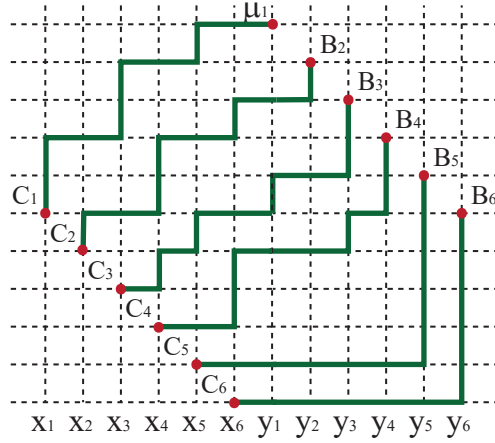 μ₁
B₂
B₃
B₄
B₅
C₁
B₆
C₂
C₃
C₄
C₅
C₆
x₁ x₂ x₃ x₄ x₅ x₆ y₁ y₂ y₃ y₄ y₅ y₆